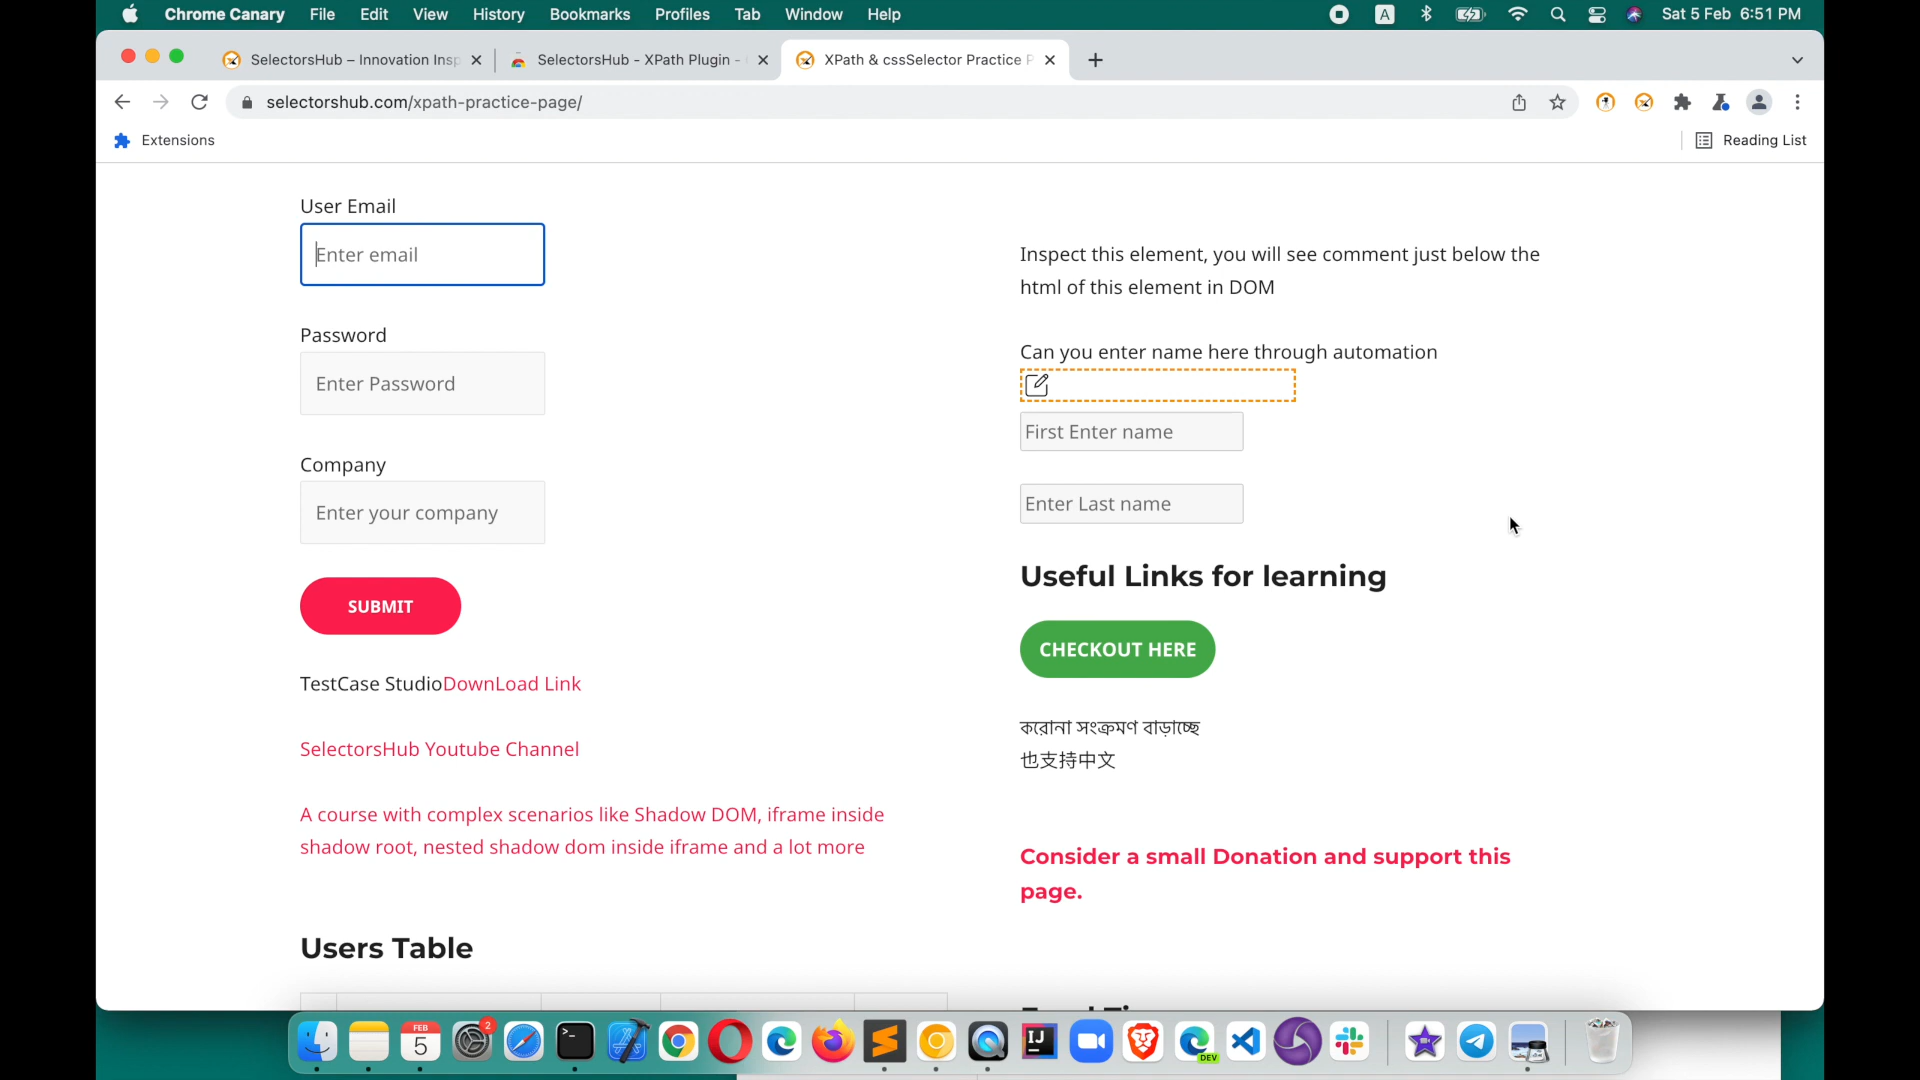 Chrome Canary File Edit View History Bookmarks Profiles Tab Window Help A Sat 5 Feb 6:51 PM
SelectorsHub – Innovation Insp SelectorsHub - XPath Plugin - XPath & cssSelector Practice P
selectorshub.com/xpath-practice-page/
Extensions Reading List
User Email
Enter email
Password
Enter Password
Company
Enter your company
SUBMIT
TestCase StudioDownLoad Link
SelectorsHub Youtube Channel
A course with complex scenarios like Shadow DOM, iframe inside
shadow root, nested shadow dom inside iframe and a lot more
Users Table
Inspect this element, you will see comment just below the
html of this element in DOM
Can you enter name here through automation
First Enter name
Enter Last name
Useful Links for learning
CHECKOUT HERE
করোনা সংক্রমণ বাড়াচ্ছে
也支持中文
Consider a small Donation and support this
page.
FEB
5
2
>_
IJ
DEV